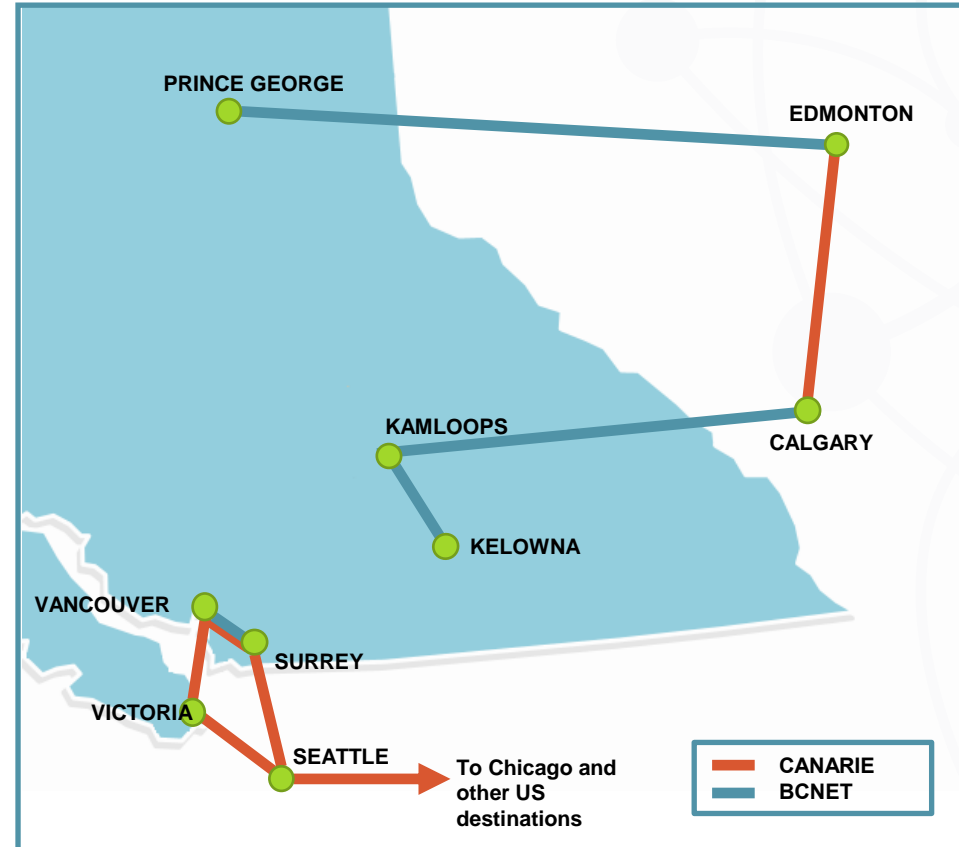 PRINCE GEORGE
EDMONTON
KAMLOOPS
CALGARY
KELOWNA
VANCOUVER
SURREY
VICTORIA
SEATTLE
To Chicago and
other US
destinations
CANARIE
BCNET